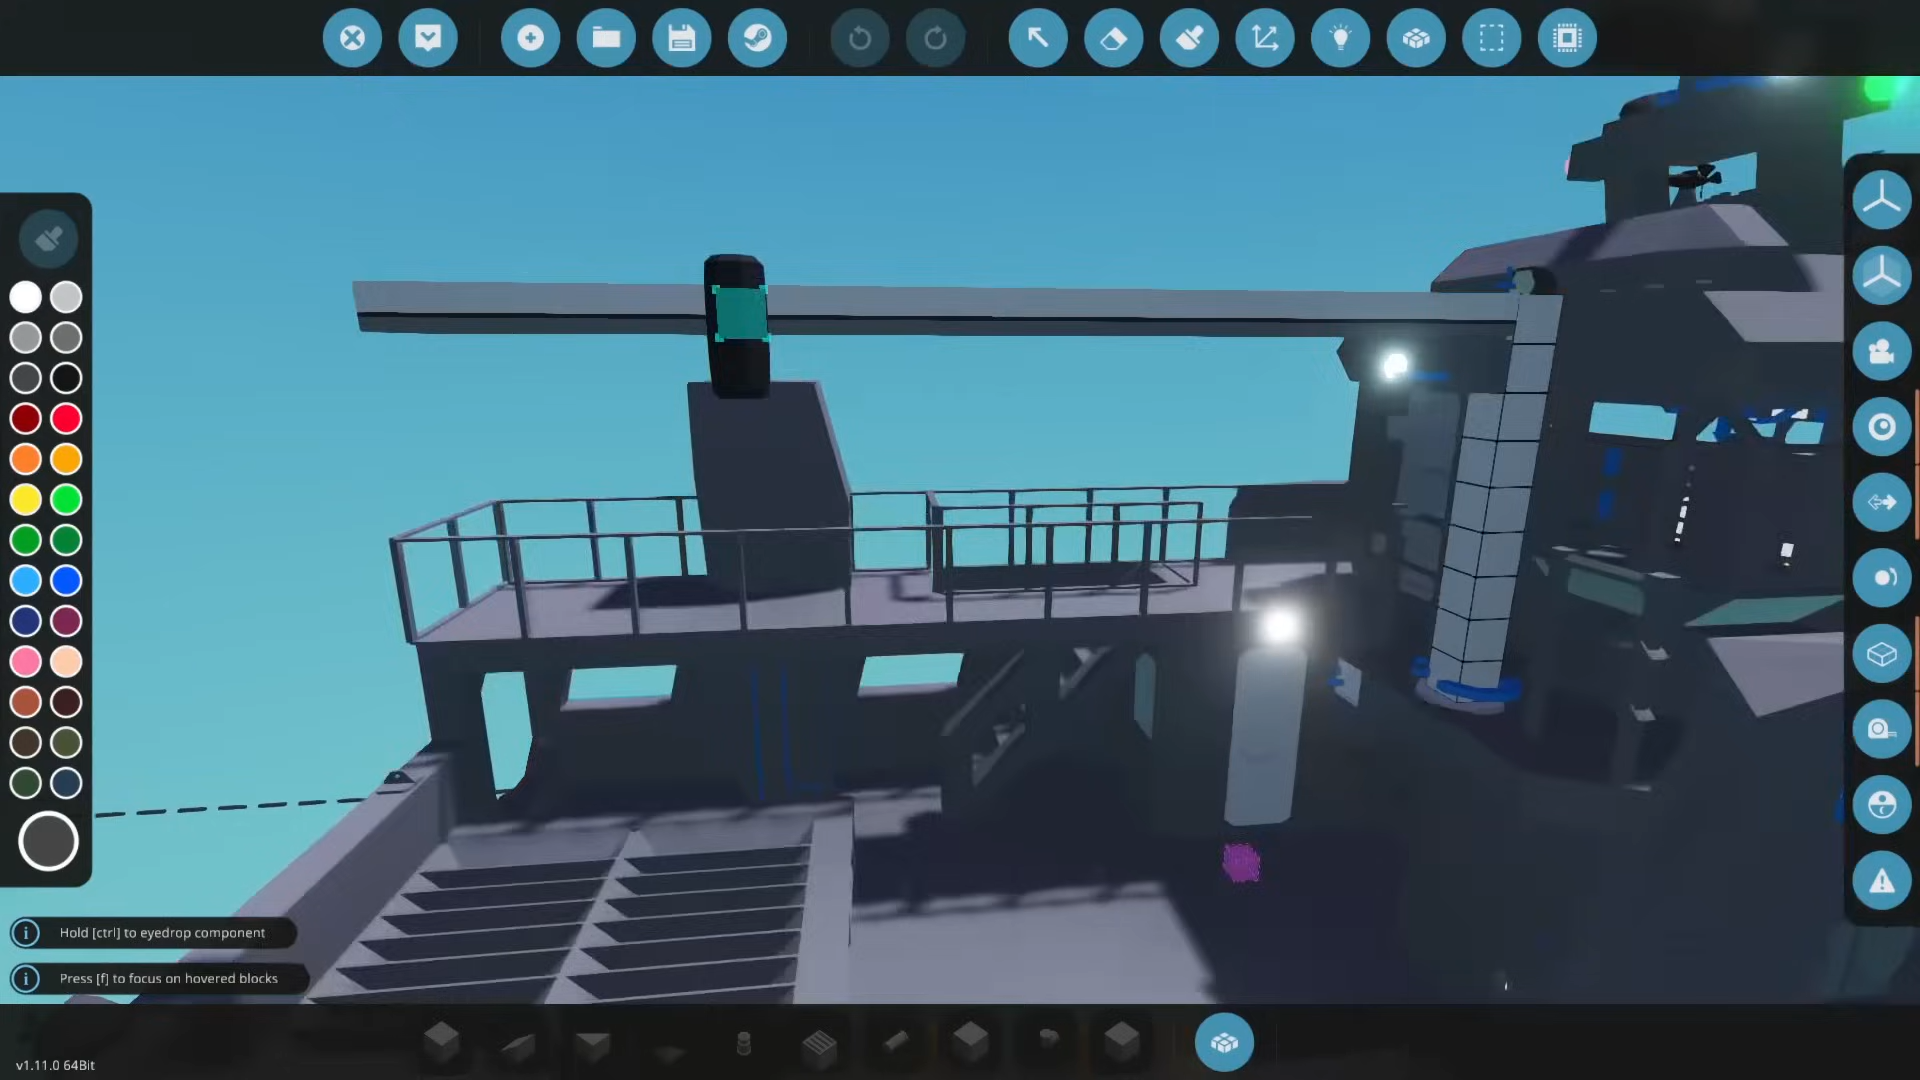 Hold [ctrl] to eyedrop component
Press [f] to focus on hovered blocks
v1.11.0 64Bit